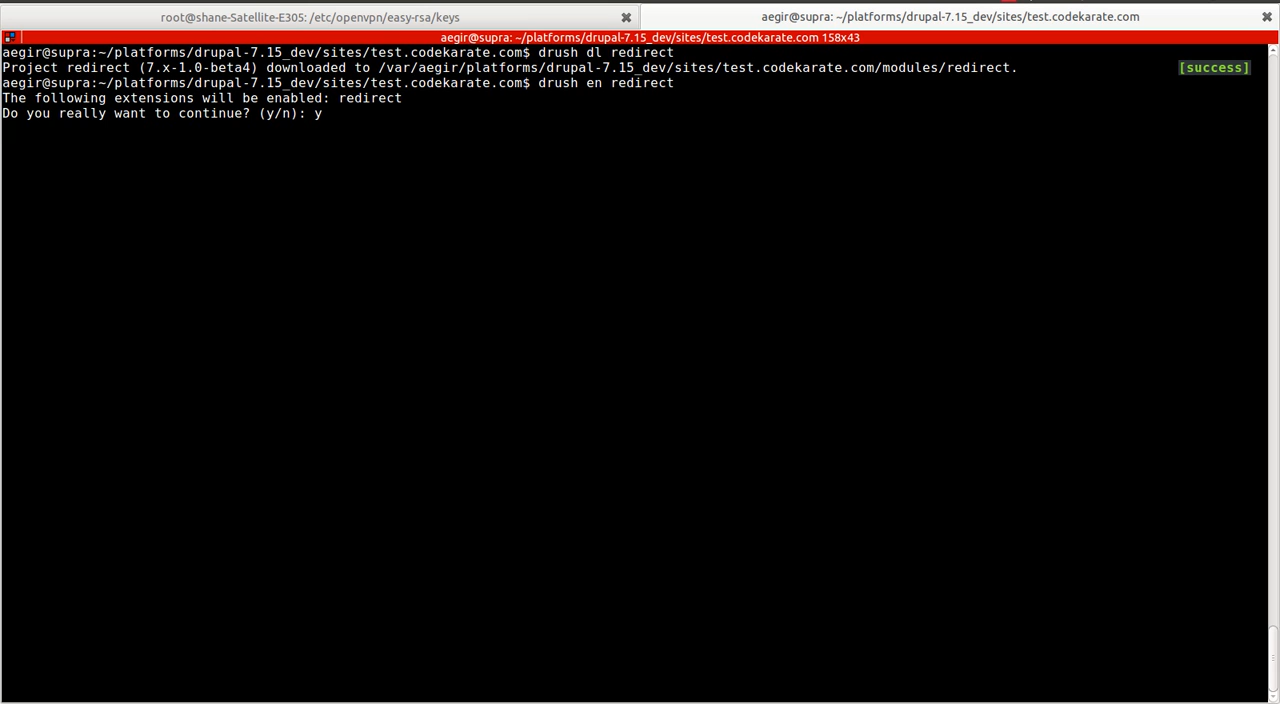 root@shane-Satellite-E305: /etc/openvpn/easy-rsa/keys
aegir@supra: ~/platforms/drupal-7.15_dev/sites/test.codekarate.com
aegir@supra: ~/platforms/drupal-7.15_dev/sites/test.codekarate.com 158x43
aegir@supra:~/platforms/drupal-7.15_dev/sites/test.codekarate.com$ drush dl redirect
Project redirect (7.x-1.0-beta4) downloaded to /var/aegir/platforms/drupal-7.15_dev/sites/test.codekarate.com/modules/redirect. [success]
aegir@supra:~/platforms/drupal-7.15_dev/sites/test.codekarate.com$ drush en redirect
The following extensions will be enabled: redirect
Do you really want to continue? (y/n): y